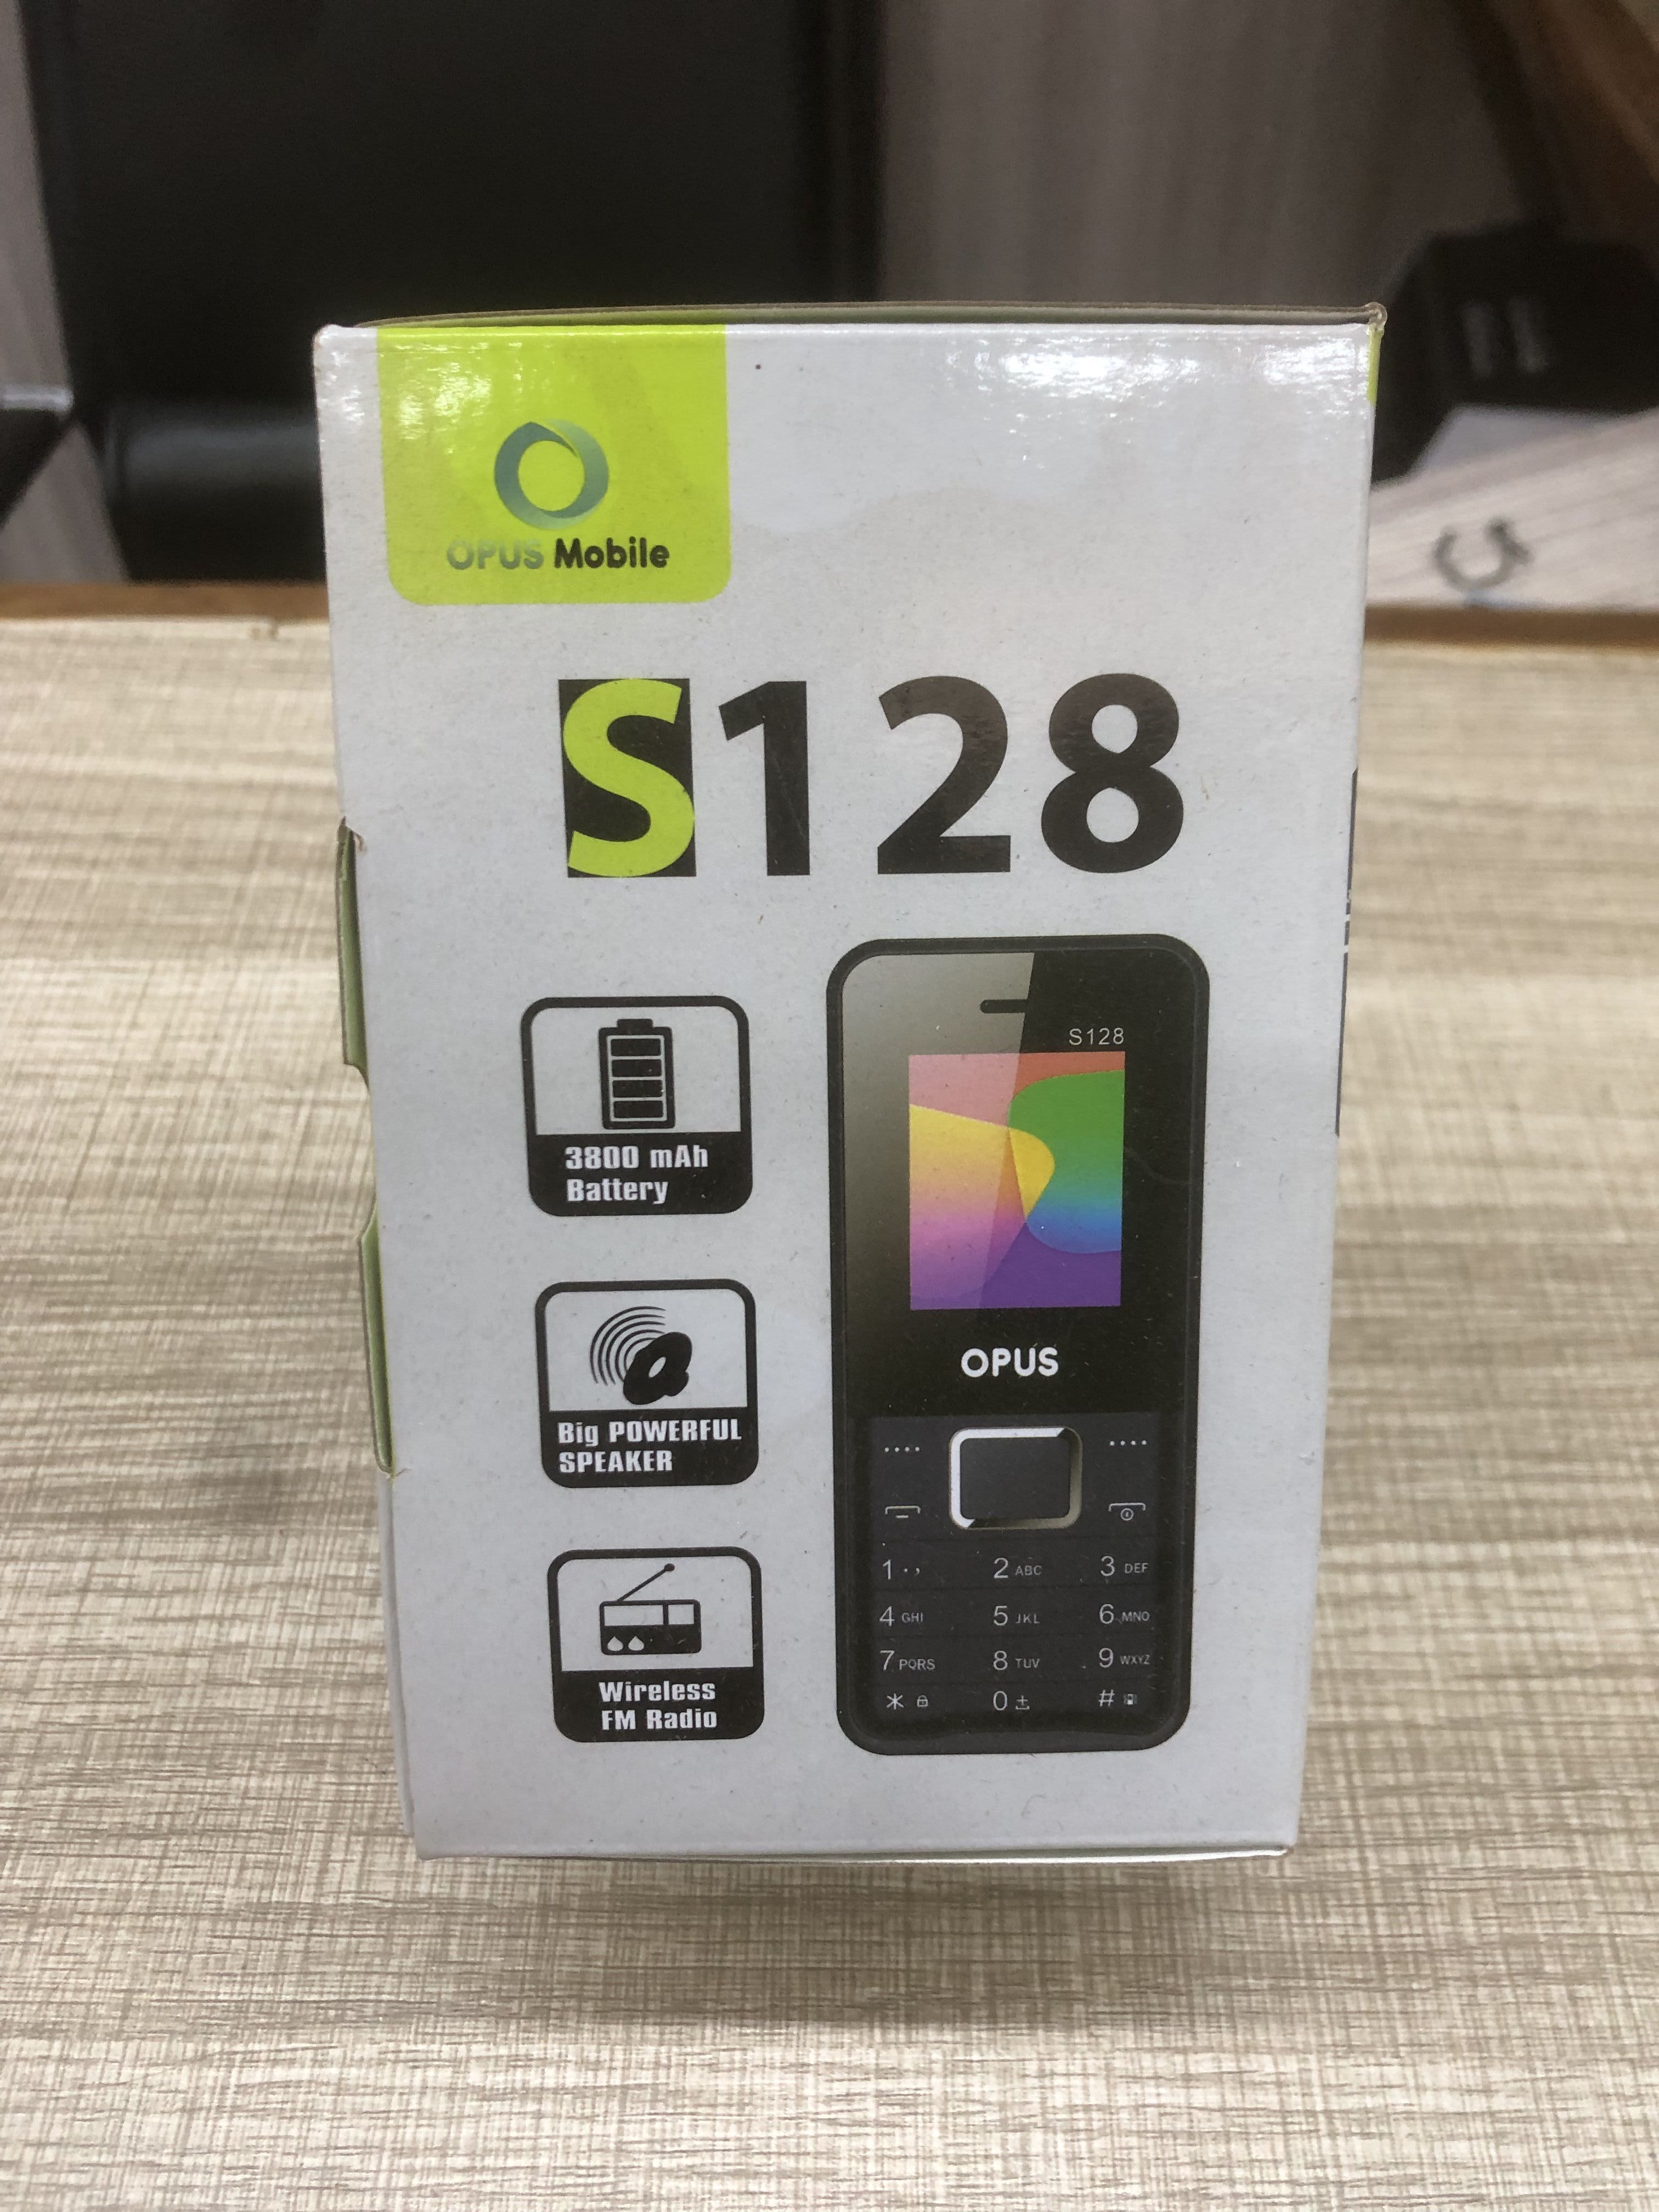 OPUS Mobile
S128
3800 mAh
Battery
Big POWERFUL
SPEAKER
Wireless
FM Radio
S128
OPUS
1 . ,
2 ABC
3 DEF
4 GHI
5 JKL
6 MNO
7 PQRS
8 TUV
9 WXYZ
*
0
#